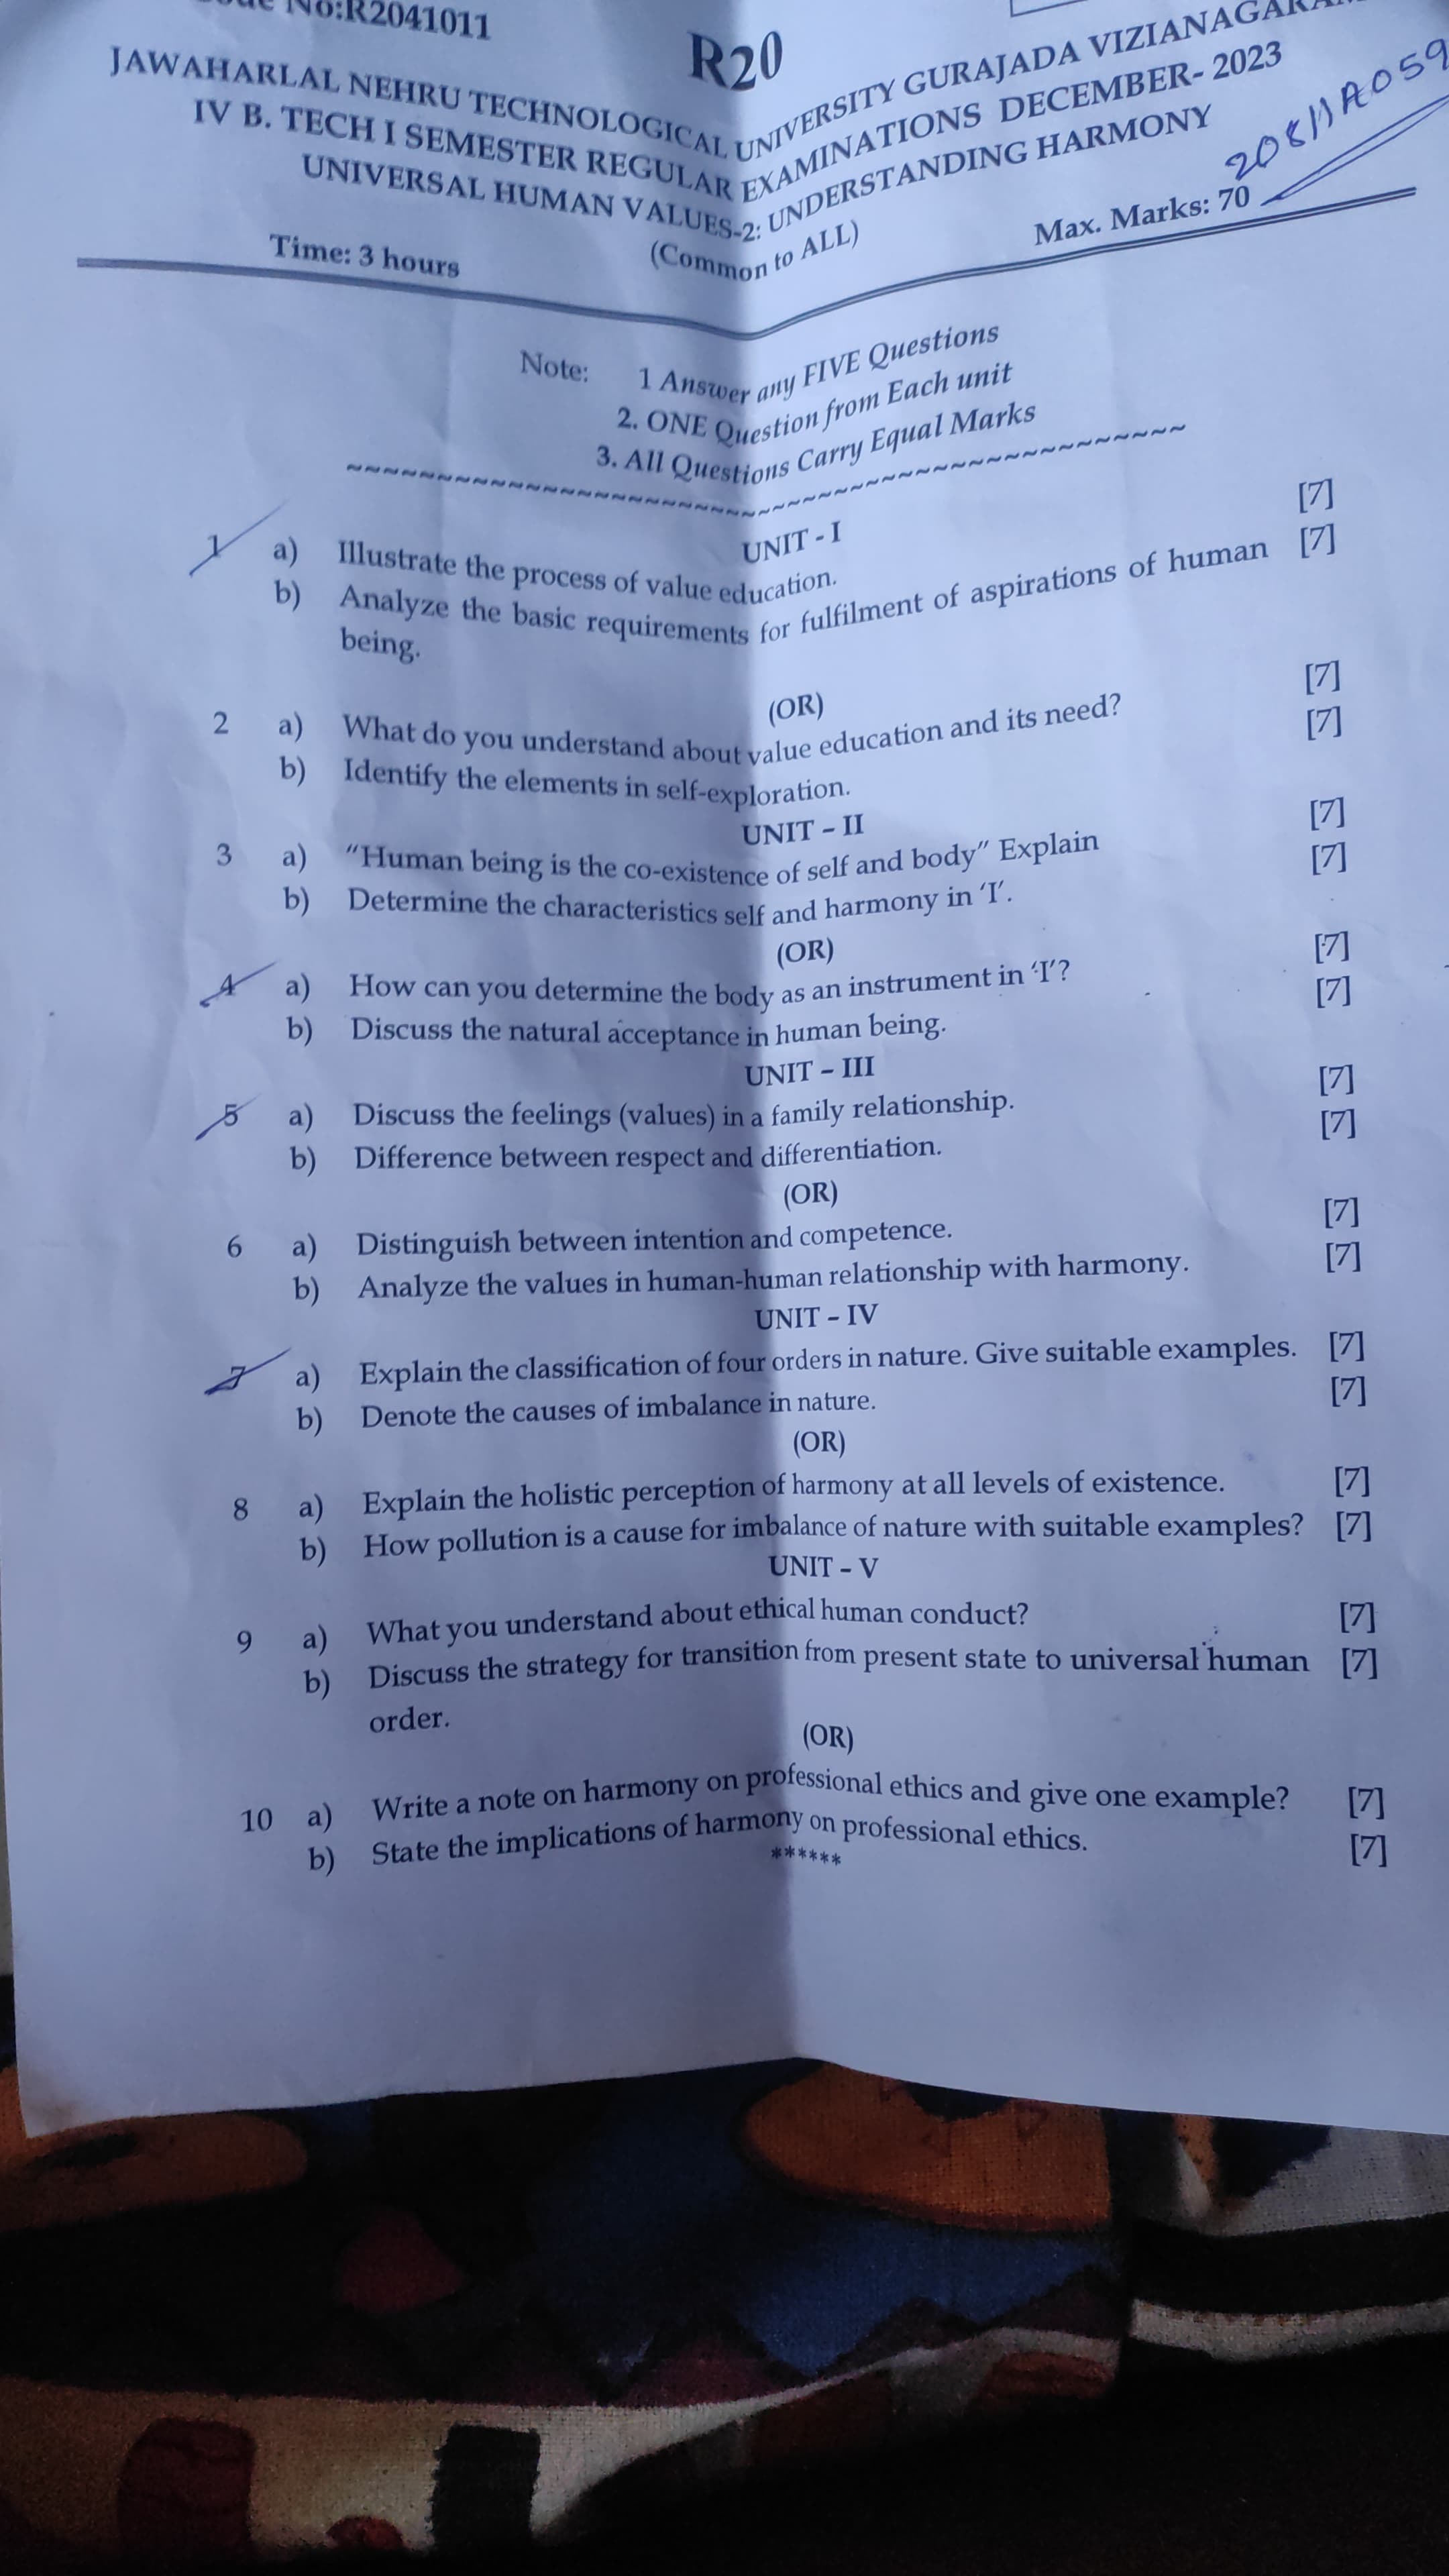 No:R2041011
R20
JAWAHARLAL NEHRU TECHNOLOGICAL UNIVERSITY GURAJADA
IV B. TECH I SEMESTER REGULAR EXAMINATIONS DECEMBER- 2023
UNIVERSAL HUMAN VALUES-2: UNDERSTANDING HARMONY
(Common to ALL)
Time: 3 hours Max. Marks: 70
Note: 1 Answer any FIVE Questions
2. ONE Question from Each unit
3. All Questions Carry Equal Marks
UNIT - I
1 a) Illustrate the process of value education. [7]
b) Analyze the basic requirements for fulfilment of aspirations of human [7]
being.
(OR)
2 a) What do you understand about value education and its need? [7]
b) Identify the elements in self-exploration. [7]
UNIT – II
3 a) “Human being is the co-existence of self and body” Explain [7]
b) Determine the characteristics self and harmony in ‘I’. [7]
(OR)
4 a) How can you determine the body as an instrument in ‘I’? [7]
b) Discuss the natural acceptance in human being. [7]
UNIT – III
5 a) Discuss the feelings (values) in a family relationship. [7]
b) Difference between respect and differentiation. [7]
(OR)
6 a) Distinguish between intention and competence. [7]
b) Analyze the values in human-human relationship with harmony. [7]
UNIT – IV
7 a) Explain the classification of four orders in nature. Give suitable examples. [7]
b) Denote the causes of imbalance in nature. [7]
(OR)
8 a) Explain the holistic perception of harmony at all levels of existence. [7]
b) How pollution is a cause for imbalance of nature with suitable examples? [7]
UNIT – V
9 a) What you understand about ethical human conduct? [7]
b) Discuss the strategy for transition from present state to universal human [7]
order.
(OR)
10 a) Write a note on harmony on professional ethics and give one example? [7]
b) State the implications of harmony on professional ethics. [7]
******